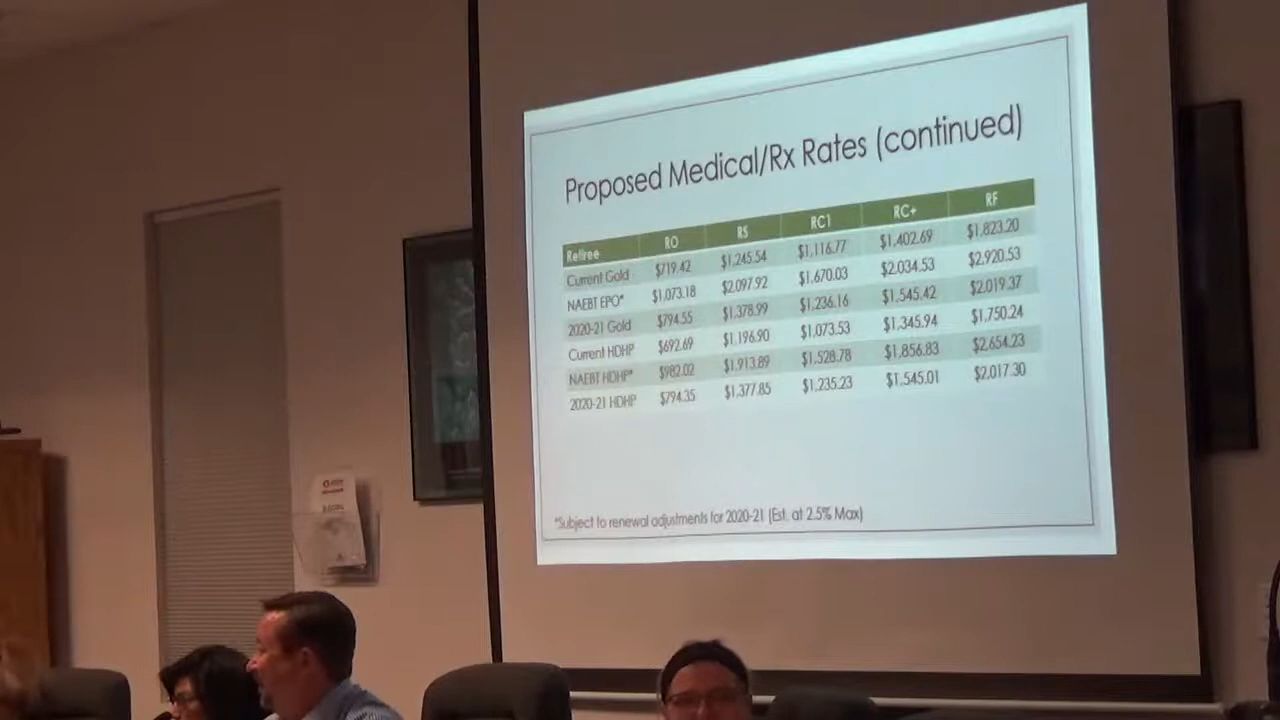 Proposed Medical/Rx Rates (continued)
Retiree RO RS RC1 RC+ RF
Current Gold $719.42 $1,245.54 $1,116.77 $1,402.69 $1,823.20
NAEBT EPO* $1,073.18 $2,097.92 $1,670.03 $2,034.53 $2,920.53
2020-21 Gold $794.55 $1,378.99 $1,236.16 $1,545.42 $2,019.37
Current HDHP $692.69 $1,196.90 $1,073.53 $1,345.94 $1,750.24
NAEBT HDHP* $982.02 $1,913.89 $1,528.78 $1,856.83 $2,654.23
2020-21 HDHP $794.35 $1,377.85 $1,235.23 $1,545.01 $2,017.30
*Subject to renewal adjustments for 2020-21 (Est. at 2.5% Max)